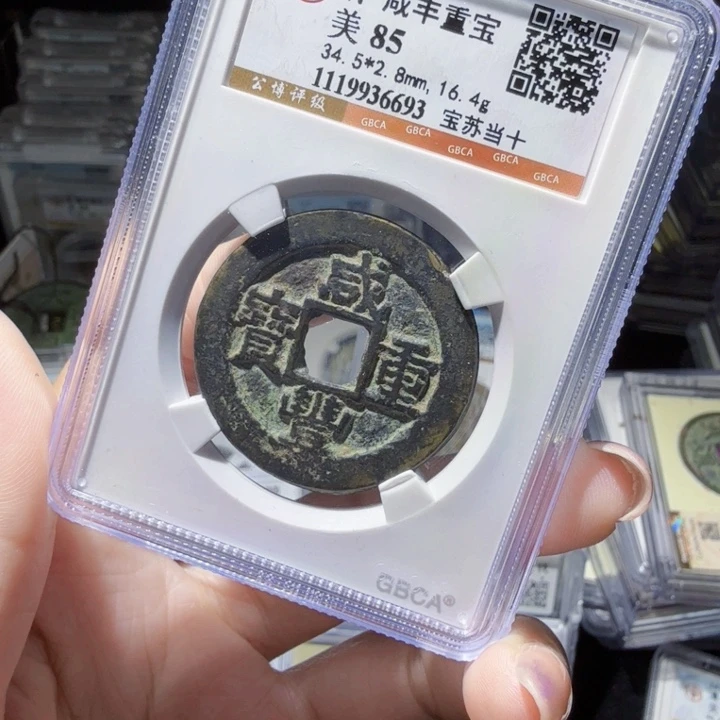 咸丰重宝
美 85
34.5*2.8mm, 16.4g
1119936693 宝苏当十
公博评级
GBCA GBCA GBCA GBCA GBCA
咸豐重寶
GBCA®